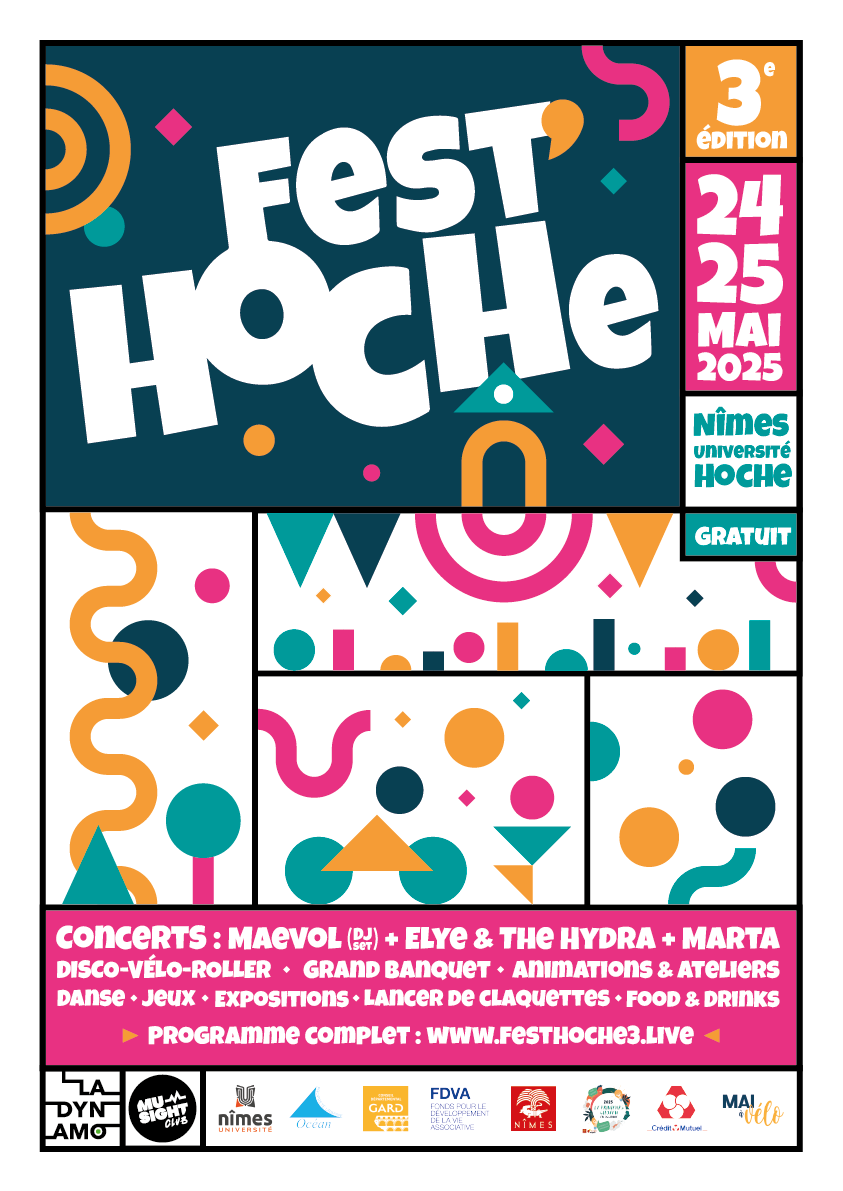 FEST'
HOCHE
3e
ÉDITION
24
25
MAI
2025
NÎMES
UNIVERSITÉ
HOCHE
GRATUIT
CONCERTS : MAEVOL (DJ SET) + ELYE & THE HYDRA + MARTA
DISCO-VÉLO-ROLLER • GRAND BANQUET • ANIMATIONS & ATELIERS
DANSE • JEUX • EXPOSITIONS • LANCER DE CLAQUETTES • FOOD & DRINKS
PROGRAMME COMPLET : WWW.FESTHOCHE3.LIVE
LA
DYN
AMO
MU-
SIGHT
CLUB
nîmes
UNIVERSITÉ
Océan
GARD
FDVA
FONDS POUR LE
DÉVELOPPEMENT
DE LA VIE
ASSOCIATIVE
NÎMES
2025
Crédit Mutuel
MAI
à
vélo